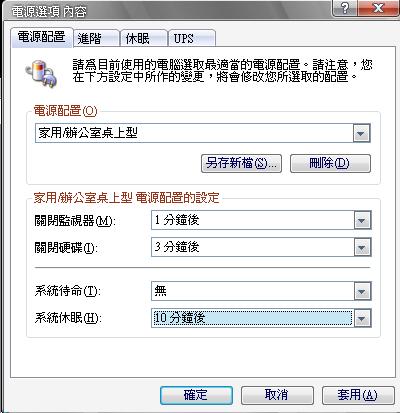 電源選項 內容
電源配置 進階 休眠 UPS
請為目前使用的電腦選取最適當的電源配置。請注意，您
在下方設定中所作的變更，將會修改您所選取的配置。
電源配置(O)
家用/辦公室桌上型
另存新檔(S)... 刪除(D)
家用/辦公室桌上型 電源配置的設定
關閉監視器(M): 1 分鐘後
關閉硬碟(I): 3 分鐘後
系統待命(T): 無
系統休眠(H): 10 分鐘後
確定 取消 套用(A)